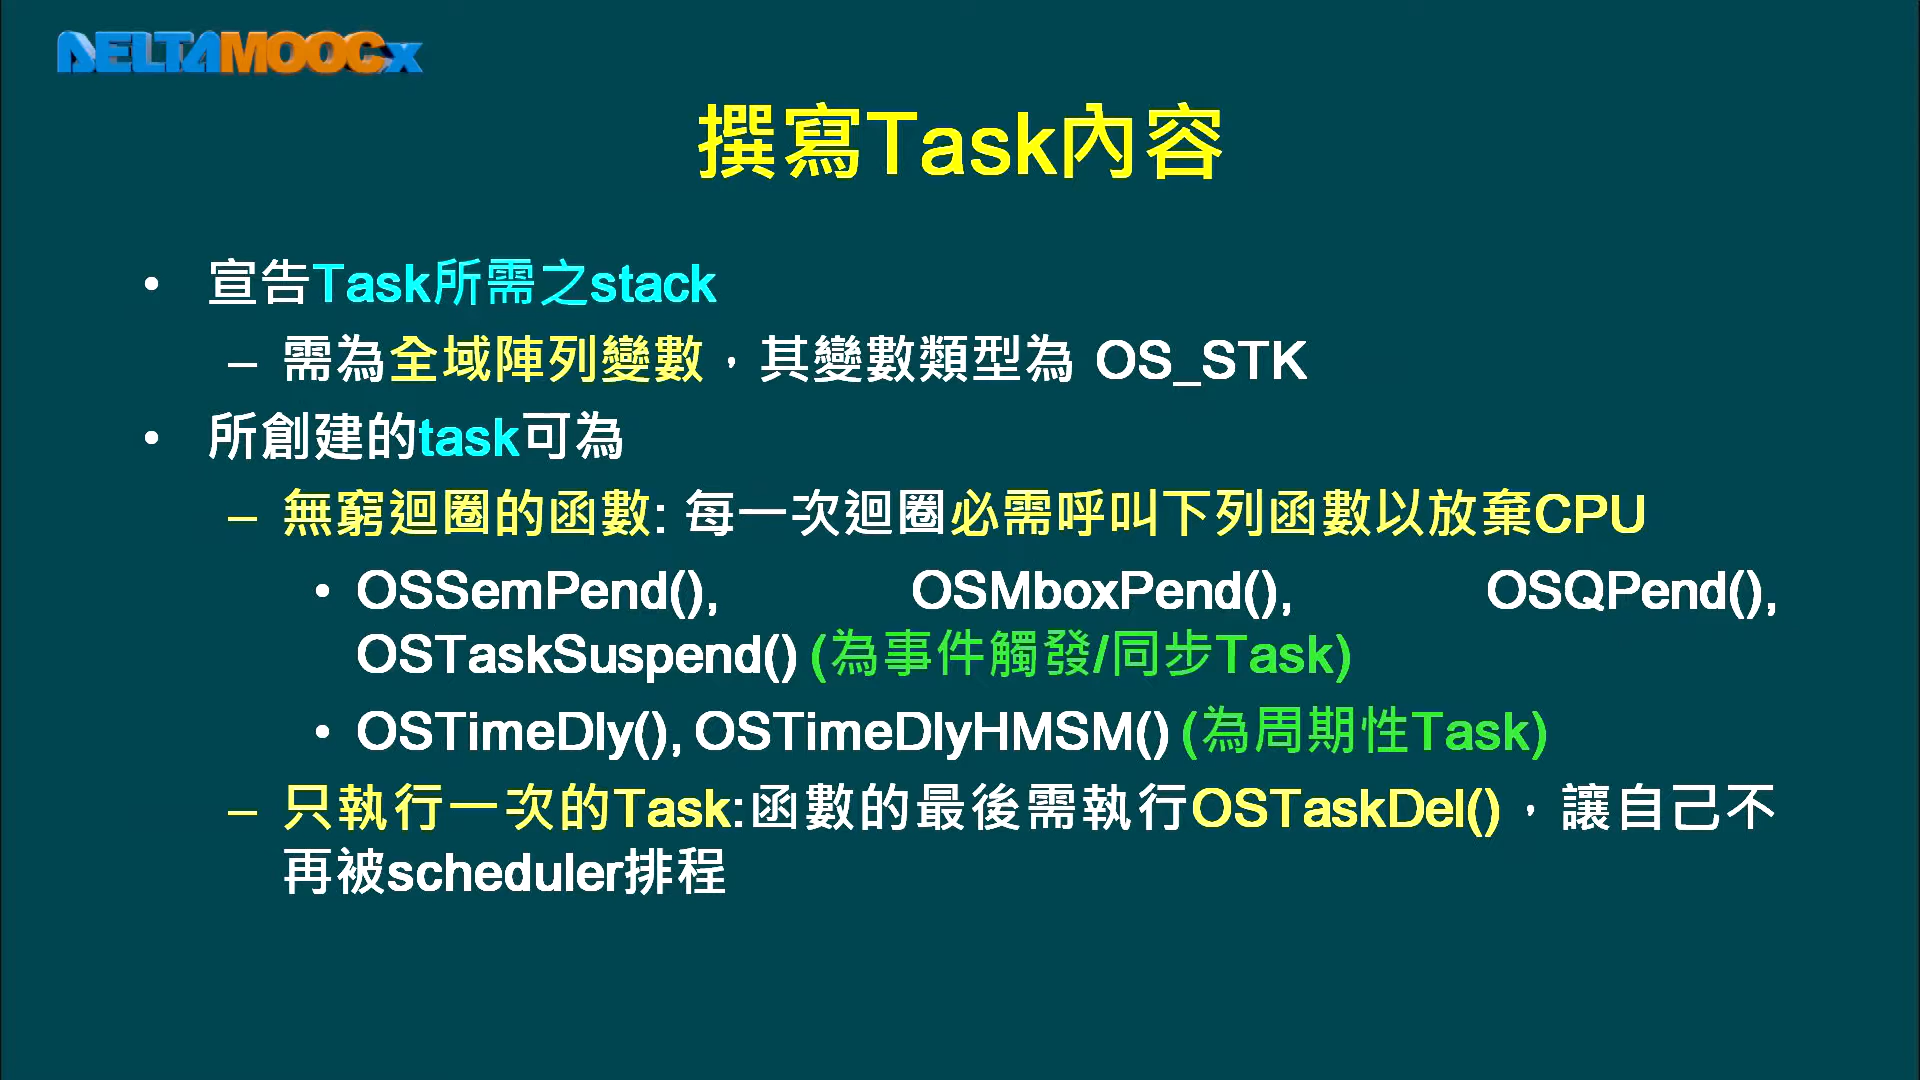 DELTAMOOCx
撰寫Task內容
• 宣告Task所需之stack
– 需為全域陣列變數，其變數類型為 OS_STK
• 所創建的task可為
– 無窮迴圈的函數: 每一次迴圈必需呼叫下列函數以放棄CPU
• OSSemPend(), OSMboxPend(), OSQPend(),
OSTaskSuspend() (為事件觸發/同步Task)
• OSTimeDly(), OSTimeDlyHMSM() (為周期性Task)
– 只執行一次的Task:函數的最後需執行OSTaskDel()，讓自己不
再被scheduler排程